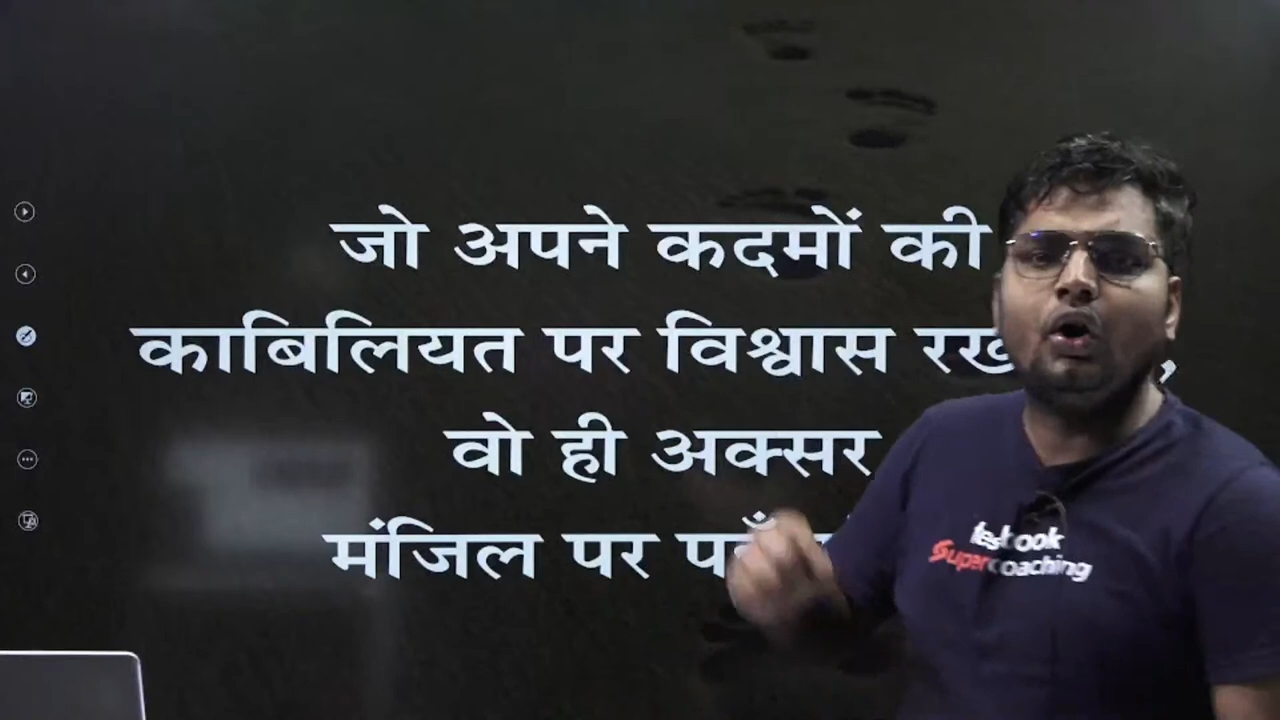 जो अपने कदमों की
काबिलियत पर विश्वास
वो ही अक्सर
मंजिल पर
testbook
Supercoaching